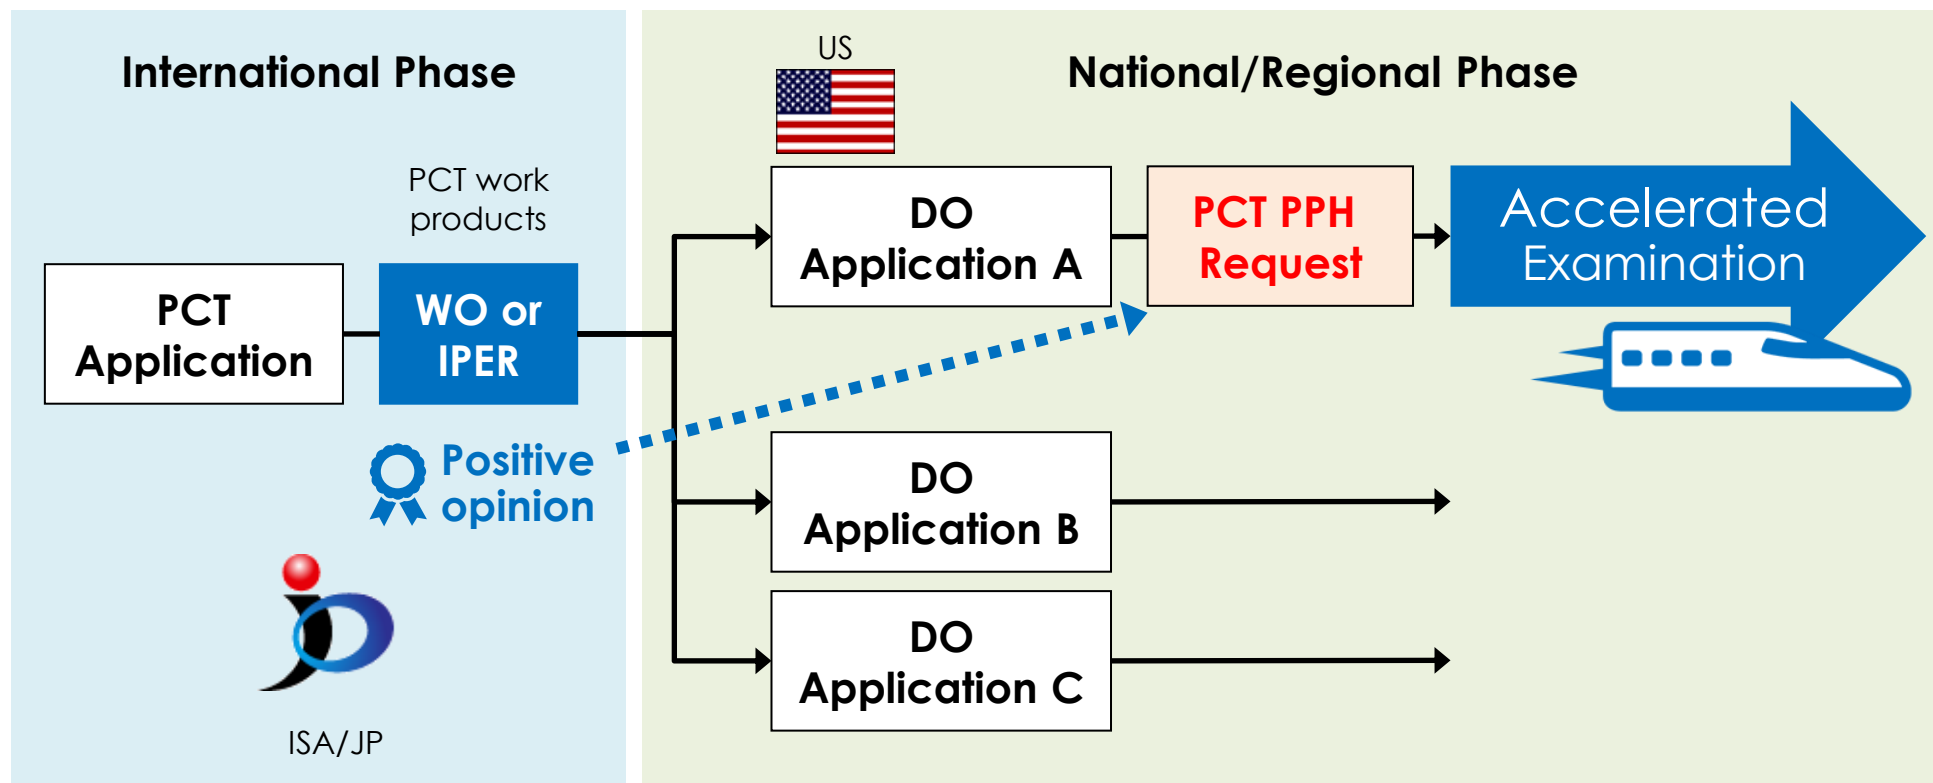 International Phase
US
National/Regional Phase
PCT work
products
PCT
Application
WO or
IPER
Positive
opinion
ISA/JP
DO
Application A
PCT PPH
Request
Accelerated
Examination
DO
Application B
DO
Application C